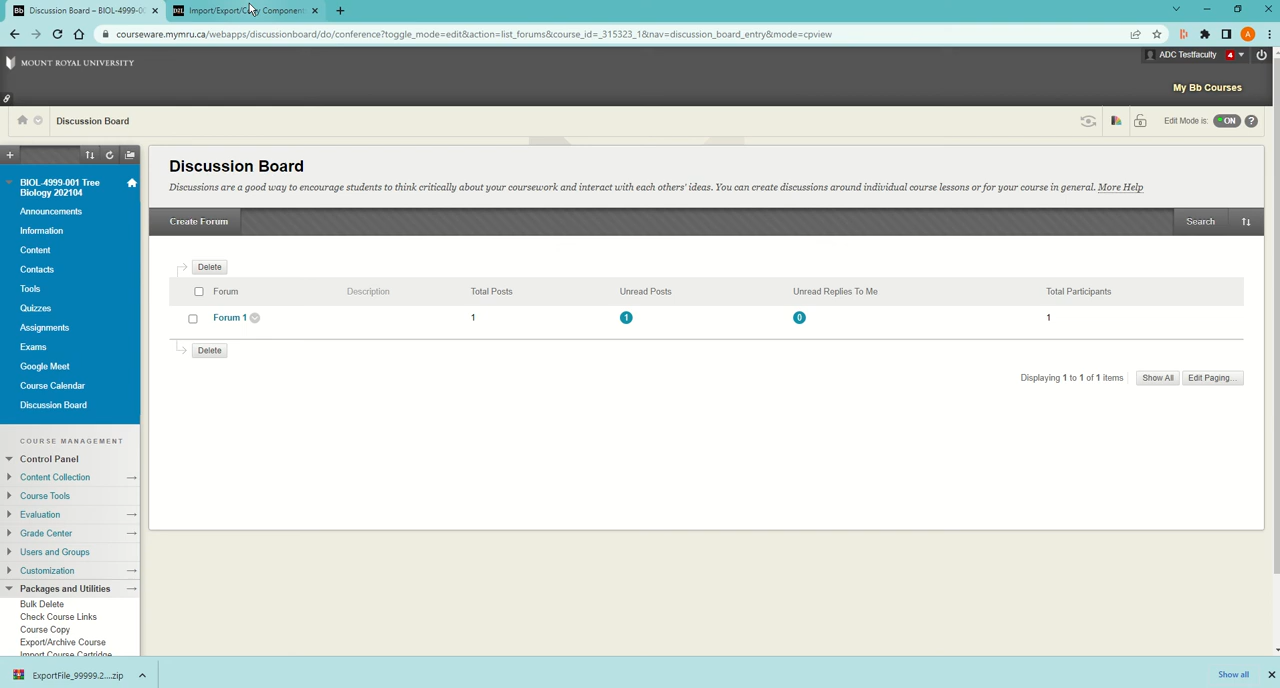 Bb Discussion Board – BIOL-4999-0
D2L Import/Export/Copy Component
courseware.mymru.ca/webapps/discussionboard/do/conference?toggle_mode=edit&action=list_forums&course_id=_315323_1&nav=discussion_board_entry&mode=cpview
A
MOUNT ROYAL UNIVERSITY
ADC Testfaculty 4
My Bb Courses
Discussion Board
Edit Mode is: ON ?
BIOL-4999-001 Tree
Biology 202104
Announcements
Information
Content
Contacts
Tools
Quizzes
Assignments
Exams
Google Meet
Course Calendar
Discussion Board
COURSE MANAGEMENT
Control Panel
Content Collection
Course Tools
Evaluation
Grade Center
Users and Groups
Customization
Packages and Utilities
Bulk Delete
Check Course Links
Course Copy
Export/Archive Course
Import Course Cartridge
Discussion Board
Discussions are a good way to encourage students to think critically about your coursework and interact with each others' ideas. You can create discussions around individual course lessons or for your course in general. More Help
Create Forum
Search
Delete
Forum Description Total Posts Unread Posts Unread Replies To Me Total Participants
Forum 1 1 1 0 1
Delete
Displaying 1 to 1 of 1 items Show All Edit Paging...
ExportFile_99999.2....zip
Show all